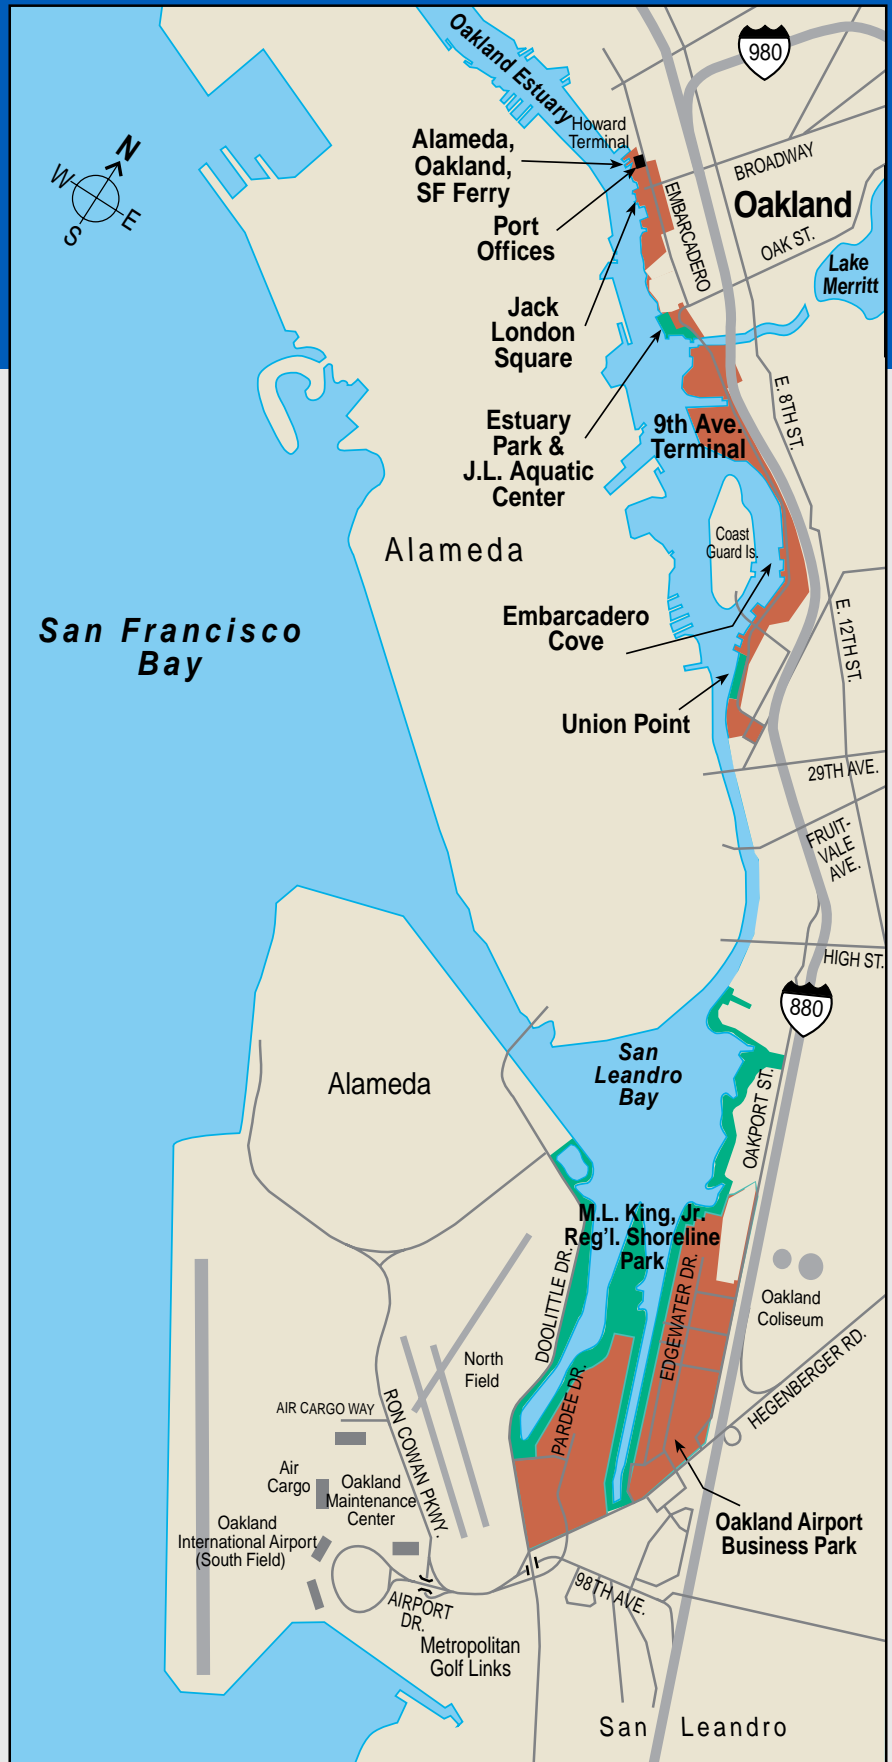 Oakland Estuary
980
Howard
Terminal
Alameda,
Oakland,
SF Ferry
BROADWAY
N
W
E
S
EMBARCADERO
Oakland
Port
Offices
OAK ST.
Lake
Merritt
Jack
London
Square
E. 8TH ST.
Estuary
Park &
J.L. Aquatic
Center
9th Ave.
Terminal
Coast
Guard Is.
Alameda
San Francisco
Bay
Embarcadero
Cove
E. 12TH ST.
Union Point
29TH AVE.
FRUIT-
VALE
AVE.
HIGH ST.
880
San
Leandro
Bay
Alameda
OAKPORT ST.
M.L. King, Jr.
Reg'l. Shoreline
Park
DOOLITTLE DR.
EDGEWATER DR.
Oakland
Coliseum
North
Field
PARDEE DR.
HEGENBERGER RD.
AIR CARGO WAY
RON COWAN PKWY.
Air
Cargo
Oakland
Maintenance
Center
Oakland
International Airport
(South Field)
Oakland Airport
Business Park
98TH AVE.
AIRPORT
DR.
Metropolitan
Golf Links
San Leandro